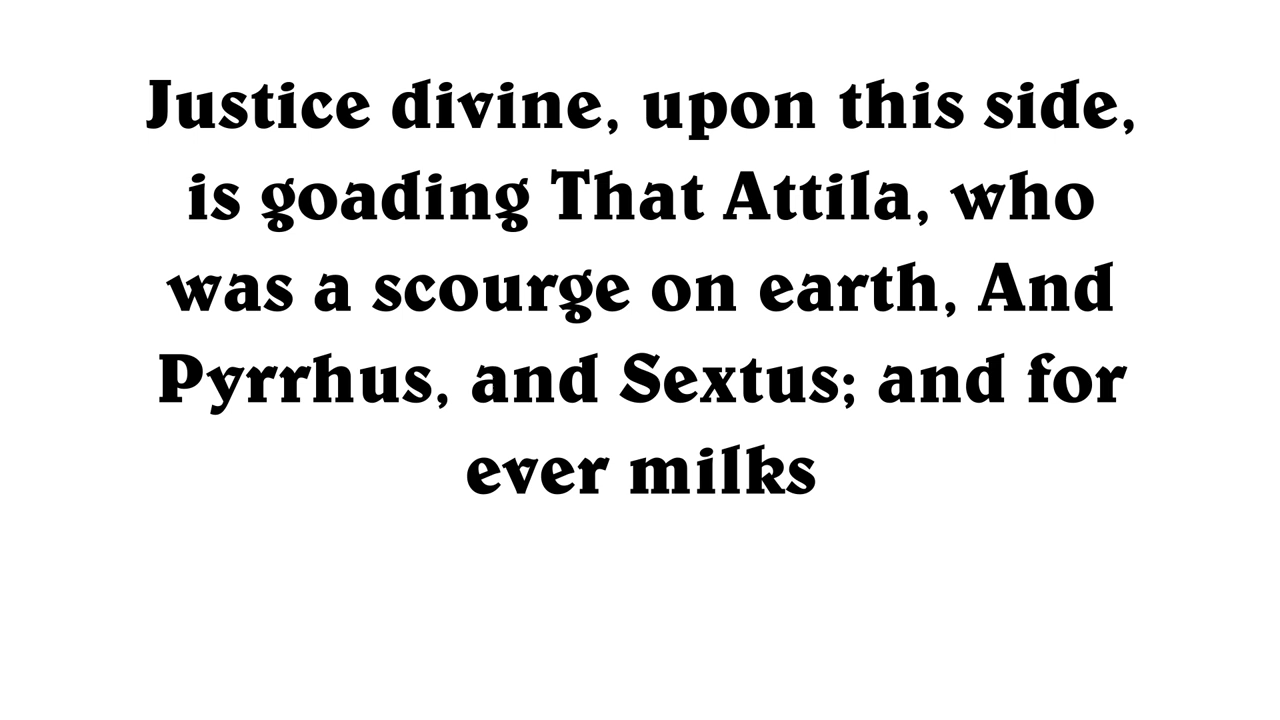 Justice divine, upon this side,
is goading That Attila, who
was a scourge on earth, And
Pyrrhus, and Sextus; and for
ever milks